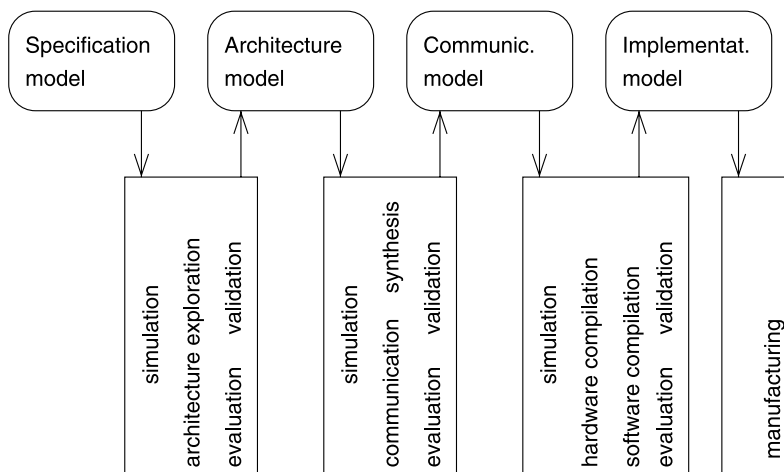 Specification
model
Architecture
model
Communic.
model
Implementat.
model
simulation
architecture exploration
evaluation validation
simulation
communication synthesis
evaluation validation
simulation
hardware compilation
software compilation
evaluation validation
manufacturing